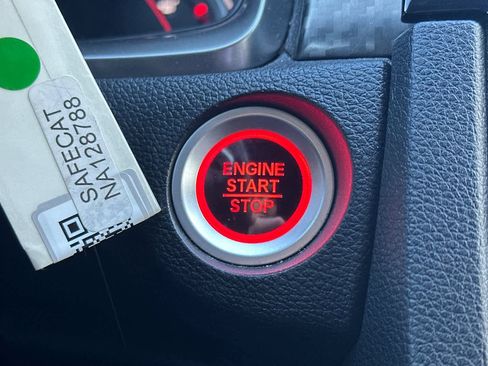 SAFECAT
NA128788
ENGINE
START
STOP